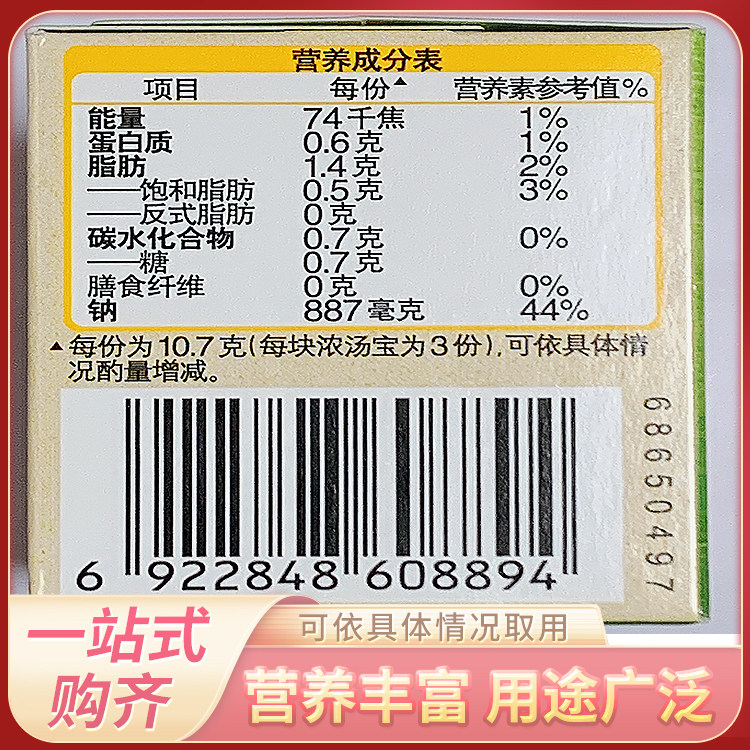 营养成分表
项目 每份▲ 营养素参考值%
能量 74千焦 1%
蛋白质 0.6克 1%
脂肪 1.4克 2%
——饱和脂肪 0.5克 3%
——反式脂肪 0克
碳水化合物 0.7克 0%
——糖 0.7克
膳食纤维 0克 0%
钠 887毫克 44%
▲每份为10.7克(每块浓汤宝为3份),可依具体情
况酌量增减。
68650497
6 922848 608894
一站式
购齐
可依具体情况取用
营养丰富 用途广泛